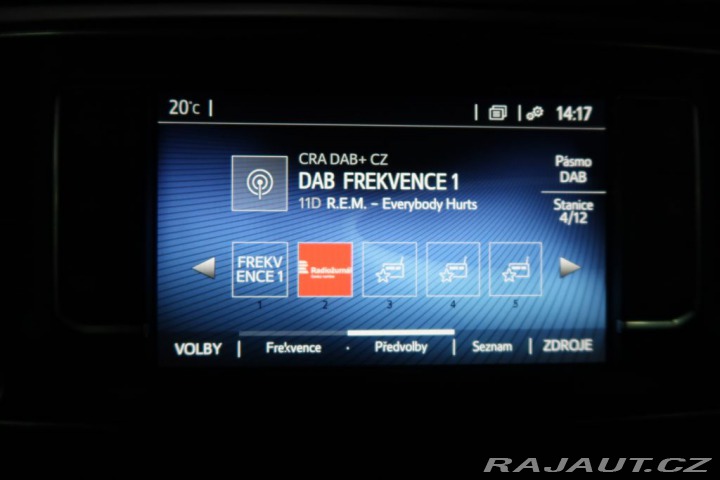 20°C
14:17
CRA DAB+ CZ
DAB FREKVENCE 1
11D R.E.M. – Everybody Hurts
Pásmo
DAB
Stanice
4/12
FREKV
ENCE 1
Radiožurnál
1 2 3 4 5
VOLBY Frekvence Předvolby Seznam ZDROJE
RAJAUT.CZ